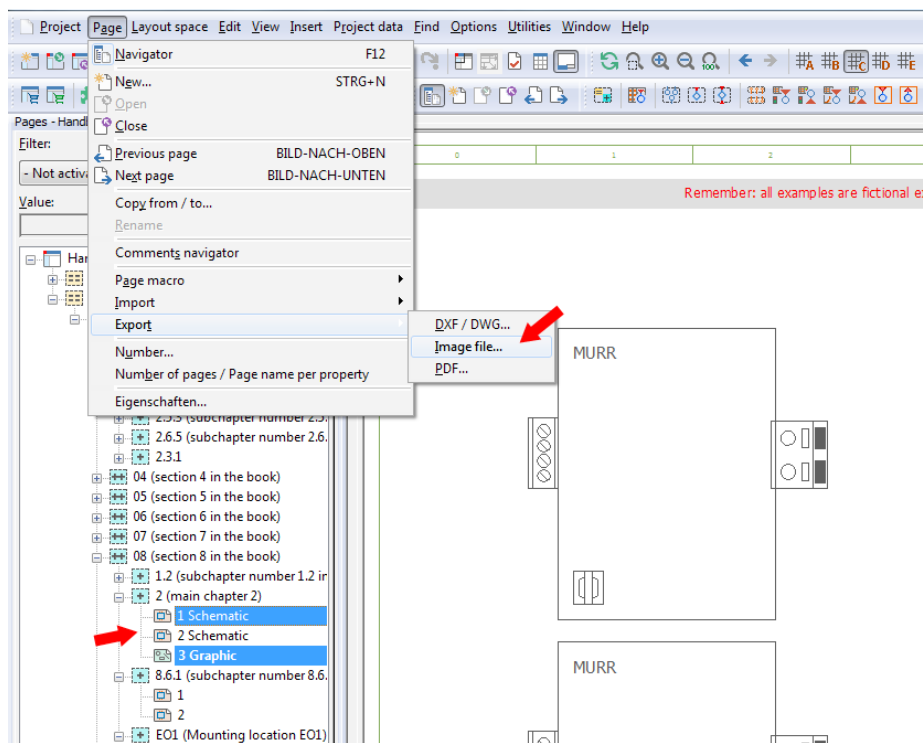 Project Page Layout space Edit View Insert Project data Find Options Utilities Window Help
Navigator F12
New... STRG+N
Open
Close
Previous page BILD-NACH-OBEN
Next page BILD-NACH-UNTEN
Copy from / to...
Rename
Comments navigator
Page macro
Import
Export
Number...
Number of pages / Page name per property
Eigenschaften...
DXF / DWG...
Image file...
PDF...
A B C D E
Pages - Handl
Filter:
- Not activa
Value:
Har
2.5.3 (subchapter number 2.5.
2.6.5 (subchapter number 2.6.
2.3.1
04 (section 4 in the book)
05 (section 5 in the book)
06 (section 6 in the book)
07 (section 7 in the book)
08 (section 8 in the book)
1.2 (subchapter number 1.2 in
2 (main chapter 2)
1 Schematic
2 Schematic
3 Graphic
8.6.1 (subchapter number 8.6.
1
2
EO1 (Mounting location EO1)
0 1 2
Remember: all examples are fictional e
MURR
MURR